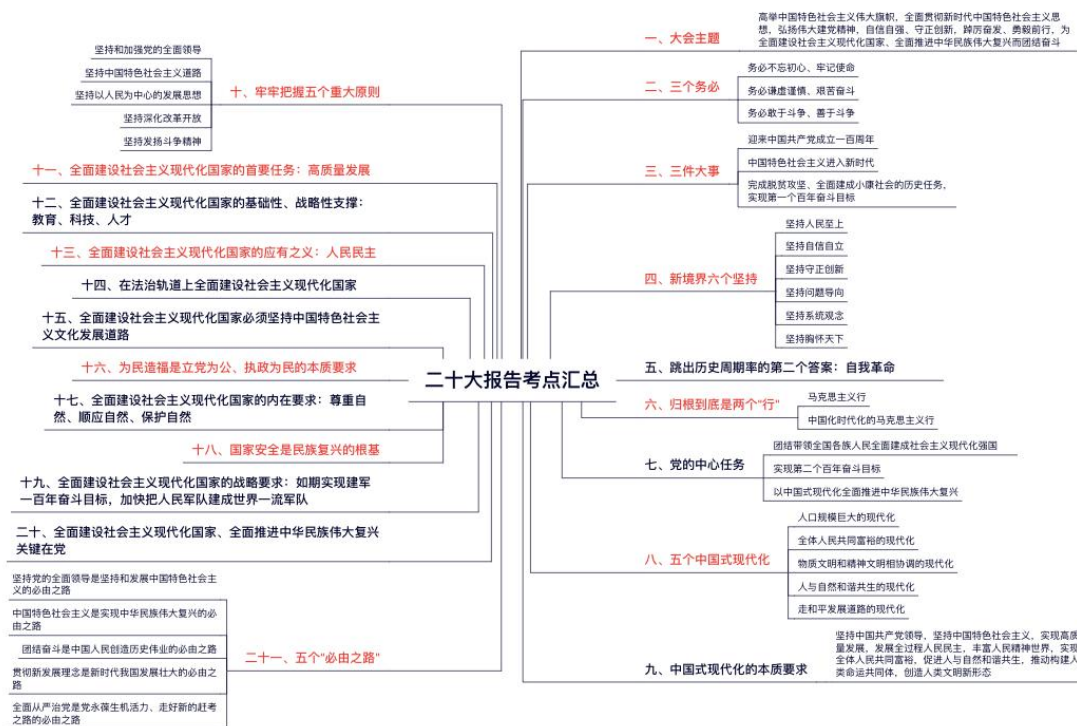 二十大报告考点汇总
一、大会主题
高举中国特色社会主义伟大旗帜，全面贯彻新时代中国特色社会主义思
想，弘扬伟大建党精神，自信自强、守正创新，踔厉奋发、勇毅前行，为
全面建设社会主义现代化国家、全面推进中华民族伟大复兴而团结奋斗
二、三个务必
务必不忘初心、牢记使命
务必谦虚谨慎、艰苦奋斗
务必敢于斗争、善于斗争
三、三件大事
迎来中国共产党成立一百周年
中国特色社会主义进入新时代
完成脱贫攻坚、全面建成小康社会的历史任务，
实现第一个百年奋斗目标
四、新境界六个坚持
坚持人民至上
坚持自信自立
坚持守正创新
坚持问题导向
坚持系统观念
坚持胸怀天下
五、跳出历史周期率的第二个答案：自我革命
六、归根到底是两个"行"
马克思主义行
中国化时代化的马克思主义行
七、党的中心任务
团结带领全国各族人民全面建成社会主义现代化强国
实现第二个百年奋斗目标
以中国式现代化全面推进中华民族伟大复兴
八、五个中国式现代化
人口规模巨大的现代化
全体人民共同富裕的现代化
物质文明和精神文明相协调的现代化
人与自然和谐共生的现代化
走和平发展道路的现代化
九、中国式现代化的本质要求
坚持中国共产党领导，坚持中国特色社会主义，实现高质
量发展，发展全过程人民民主，丰富人民精神世界，实现
全体人民共同富裕，促进人与自然和谐共生，推动构建人
类命运共同体，创造人类文明新形态
十、牢牢把握五个重大原则
坚持和加强党的全面领导
坚持中国特色社会主义道路
坚持以人民为中心的发展思想
坚持深化改革开放
坚持发扬斗争精神
十一、全面建设社会主义现代化国家的首要任务：高质量发展
十二、全面建设社会主义现代化国家的基础性、战略性支撑：
教育、科技、人才
十三、全面建设社会主义现代化国家的应有之义：人民民主
十四、在法治轨道上全面建设社会主义现代化国家
十五、全面建设社会主义现代化国家必须坚持中国特色社会主
义文化发展道路
十六、为民造福是立党为公、执政为民的本质要求
十七、全面建设社会主义现代化国家的内在要求：尊重自
然、顺应自然、保护自然
十八、国家安全是民族复兴的根基
十九、全面建设社会主义现代化国家的战略要求：如期实现建军
一百年奋斗目标，加快把人民军队建成世界一流军队
二十、全面建设社会主义现代化国家、全面推进中华民族伟大复兴
关键在党
二十一、五个"必由之路"
坚持党的全面领导是坚持和发展中国特色社会主
义的必由之路
中国特色社会主义是实现中华民族伟大复兴的必
由之路
团结奋斗是中国人民创造历史伟业的必由之路
贯彻新发展理念是新时代我国发展壮大的必由之
路
全面从严治党是党永葆生机活力、走好新的赶考
之路的必由之路